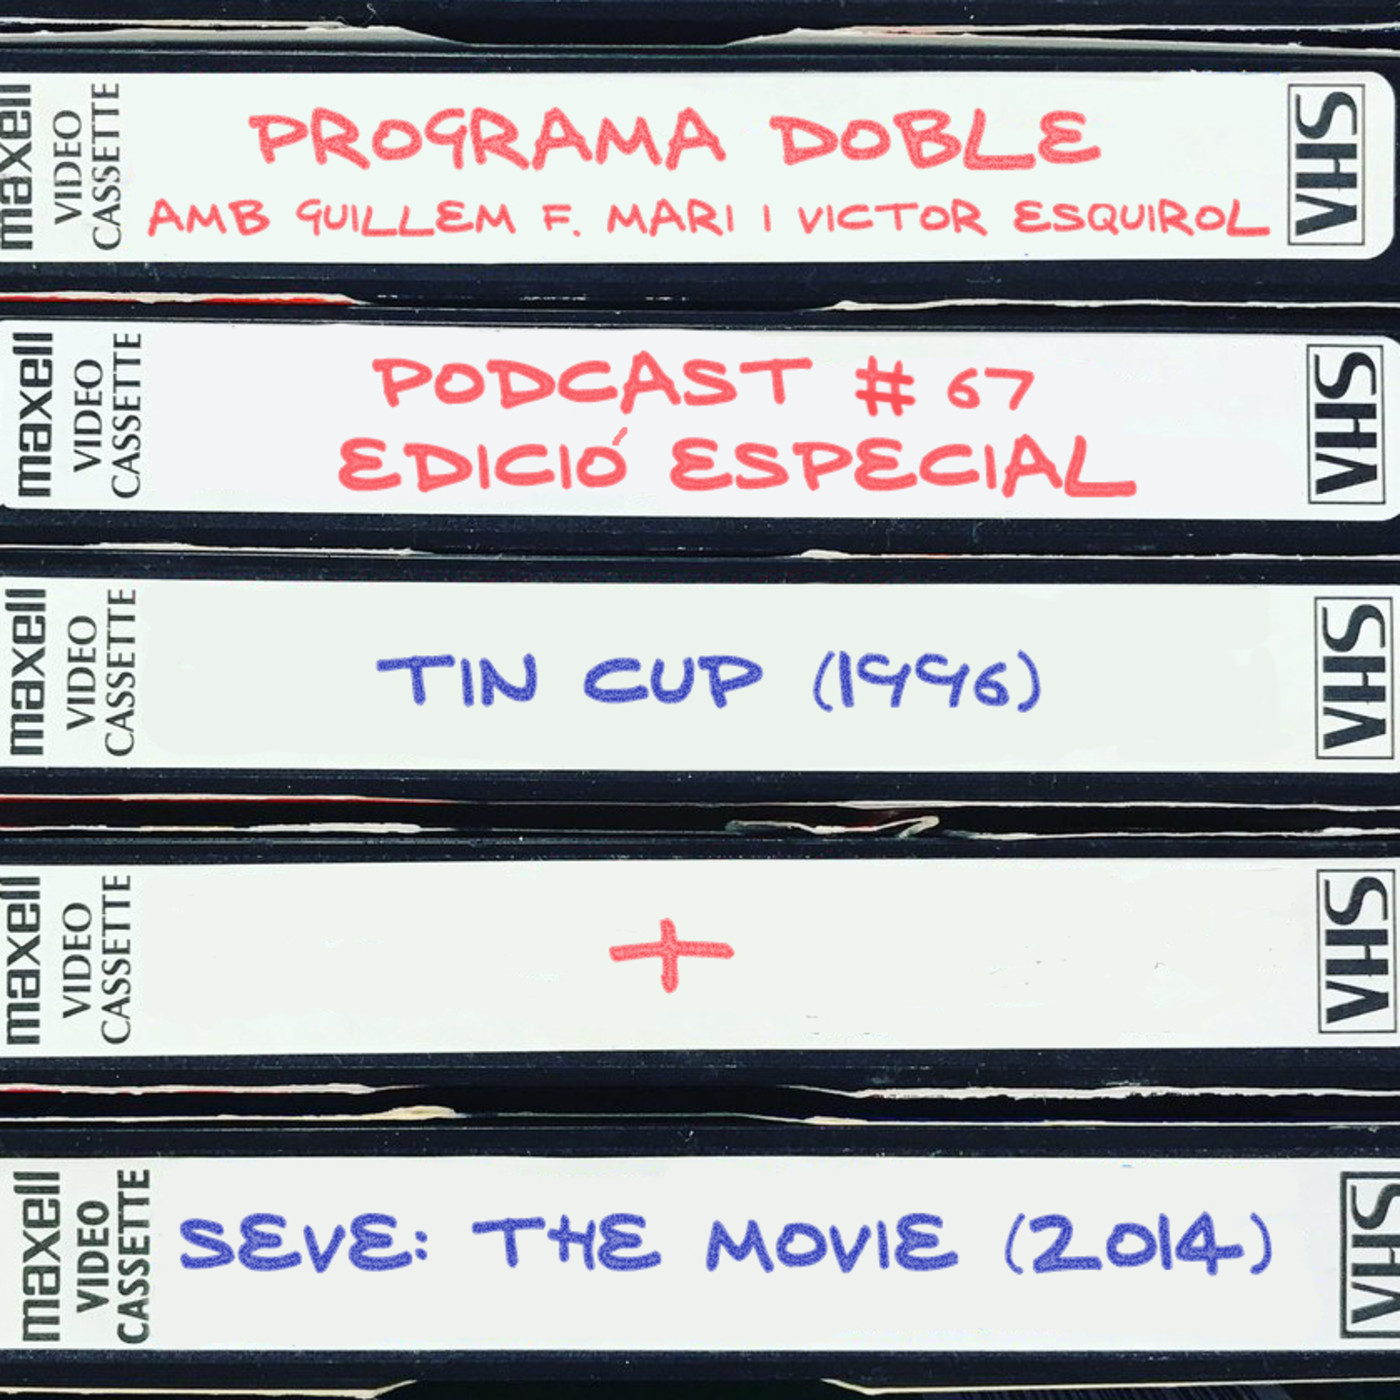 maxell
VIDEO
CASSETTE
PROGRAMA DOBLE
AMB GUILLEM F. MARI I VICTOR ESQUIROL
VHS
maxell
VIDEO
CASSETTE
PODCAST # 67
EDICIÓ ESPECIAL
VHS
maxell
VIDEO
CASSETTE
TIN CUP (1996)
VHS
maxell
VIDEO
CASSETTE
+
VHS
maxell
VIDEO
CASSETTE
SEVE: THE MOVIE (2014)
VHS